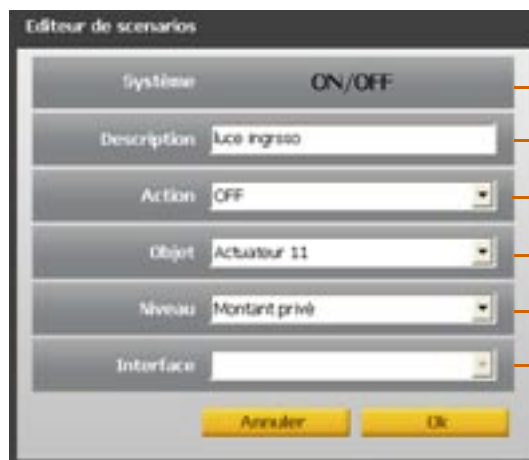 Editeur de scenarios
Système ON/OFF
Description luce ingrsso
Action OFF
Objet Actuateur 11
Niveau Montant privè
Interface
Annuler Ok